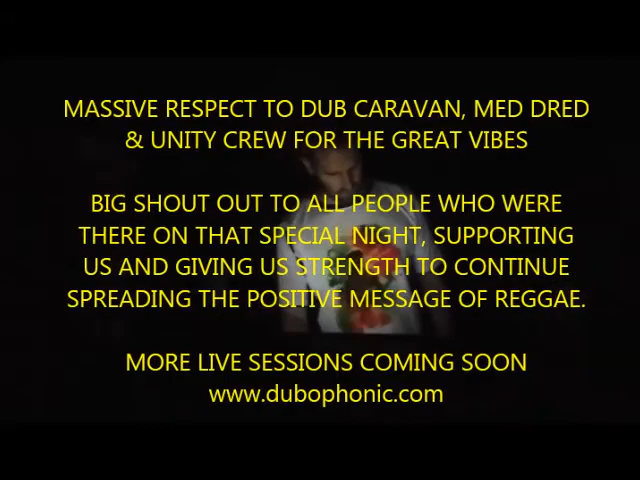 MASSIVE RESPECT TO DUB CARAVAN, MED DRED
& UNITY CREW FOR THE GREAT VIBES
BIG SHOUT OUT TO ALL PEOPLE WHO WERE
THERE ON THAT SPECIAL NIGHT, SUPPORTING
US AND GIVING US STRENGTH TO CONTINUE
SPREADING THE POSITIVE MESSAGE OF REGGAE.
MORE LIVE SESSIONS COMING SOON
www.dubophonic.com